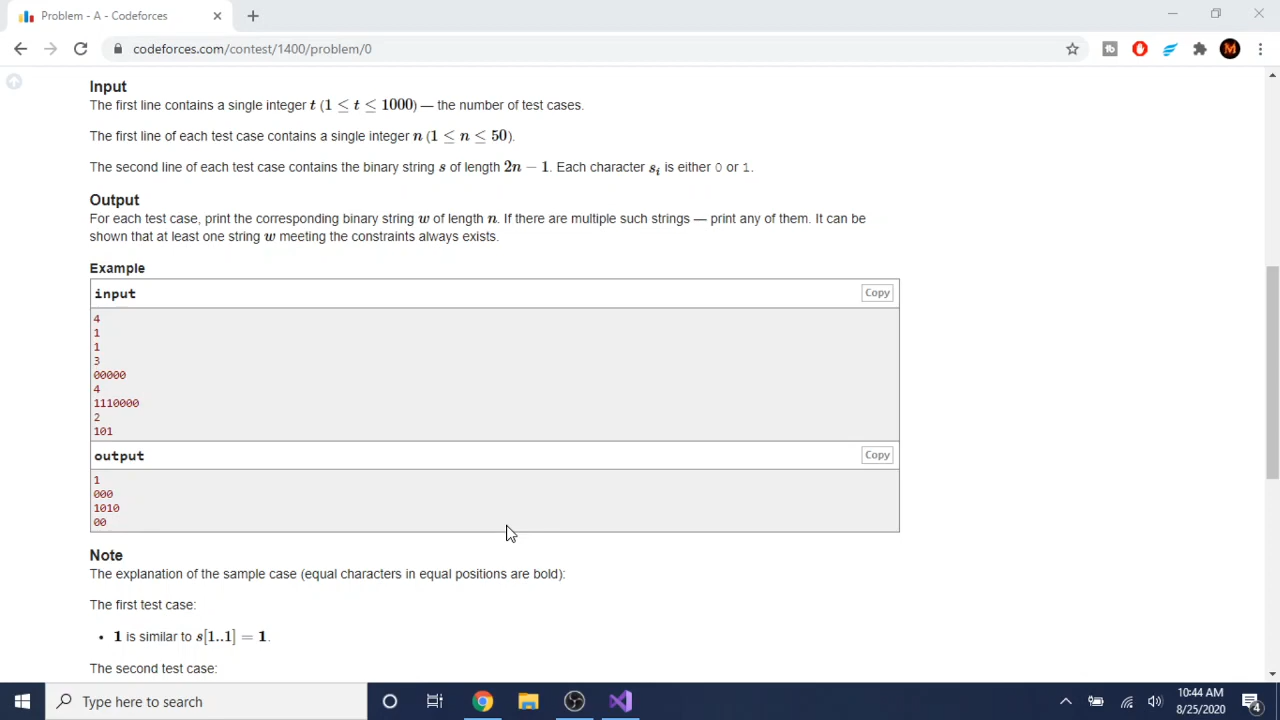 Problem - A - Codeforces
codeforces.com/contest/1400/problem/0
Input
The first line contains a single integer t (1 ≤ t ≤ 1000) — the number of test cases.
The first line of each test case contains a single integer n (1 ≤ n ≤ 50).
The second line of each test case contains the binary string s of length 2n − 1. Each character sᵢ is either 0 or 1.
Output
For each test case, print the corresponding binary string w of length n. If there are multiple such strings — print any of them. It can be
shown that at least one string w meeting the constraints always exists.
Example
input Copy
4
1
1
3
00000
4
1110000
2
101
output Copy
1
000
1010
00
Note
The explanation of the sample case (equal characters in equal positions are bold):
The first test case:
• 1 is similar to s[1..1] = 1.
The second test case:
Type here to search
10:44 AM
8/25/2020
4